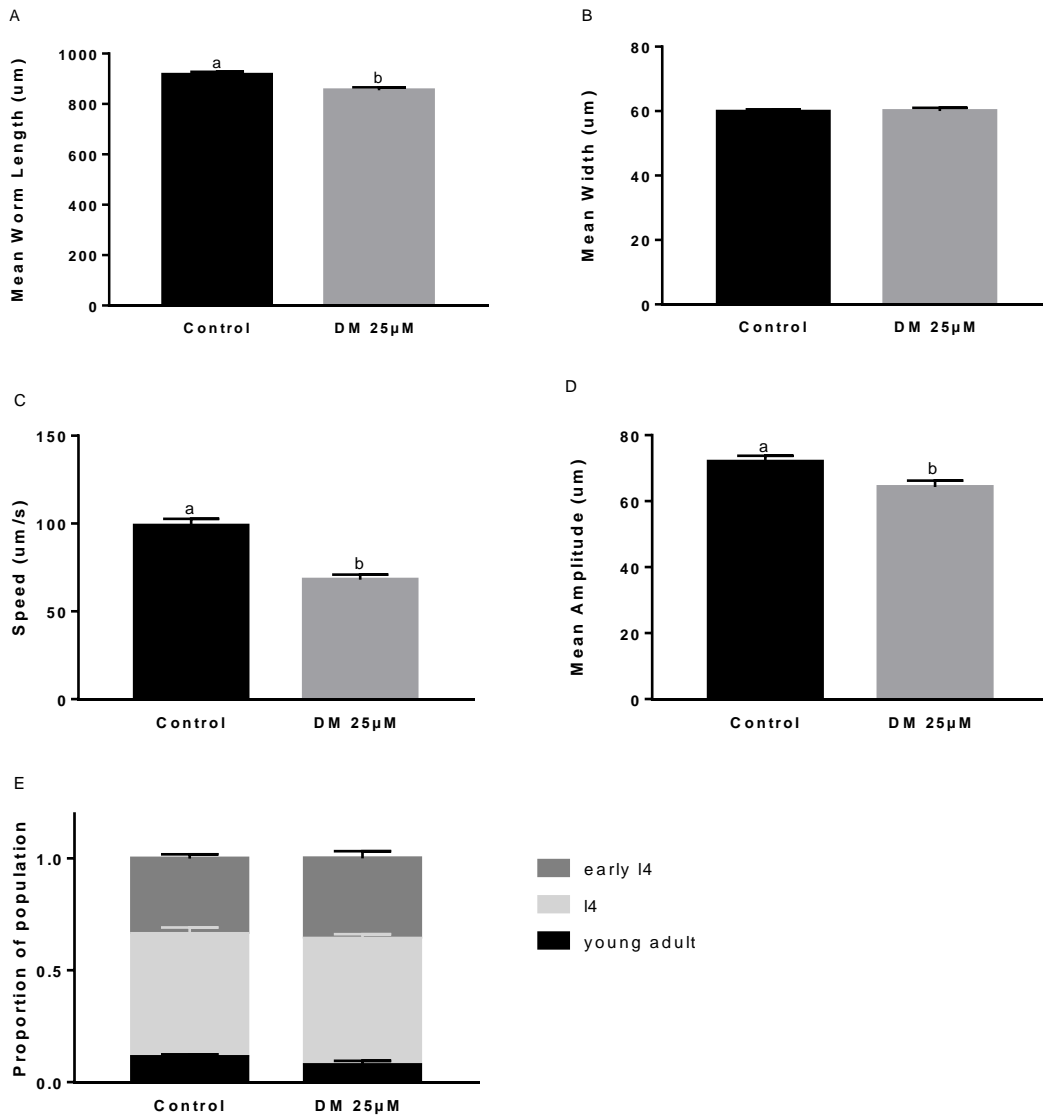 A
Mean Worm Length (um)
1000
800
600
400
200
0
a
b
Control
DM 25µM
B
Mean Width (um)
80
60
40
20
0
Control
DM 25µM
C
Speed (um/s)
150
100
50
0
a
b
Control
DM 25µM
D
Mean Amplitude (um)
80
60
40
20
0
a
b
Control
DM 25µM
E
Proportion of population
1.0
0.5
0.0
Control
DM 25µM
early l4
l4
young adult